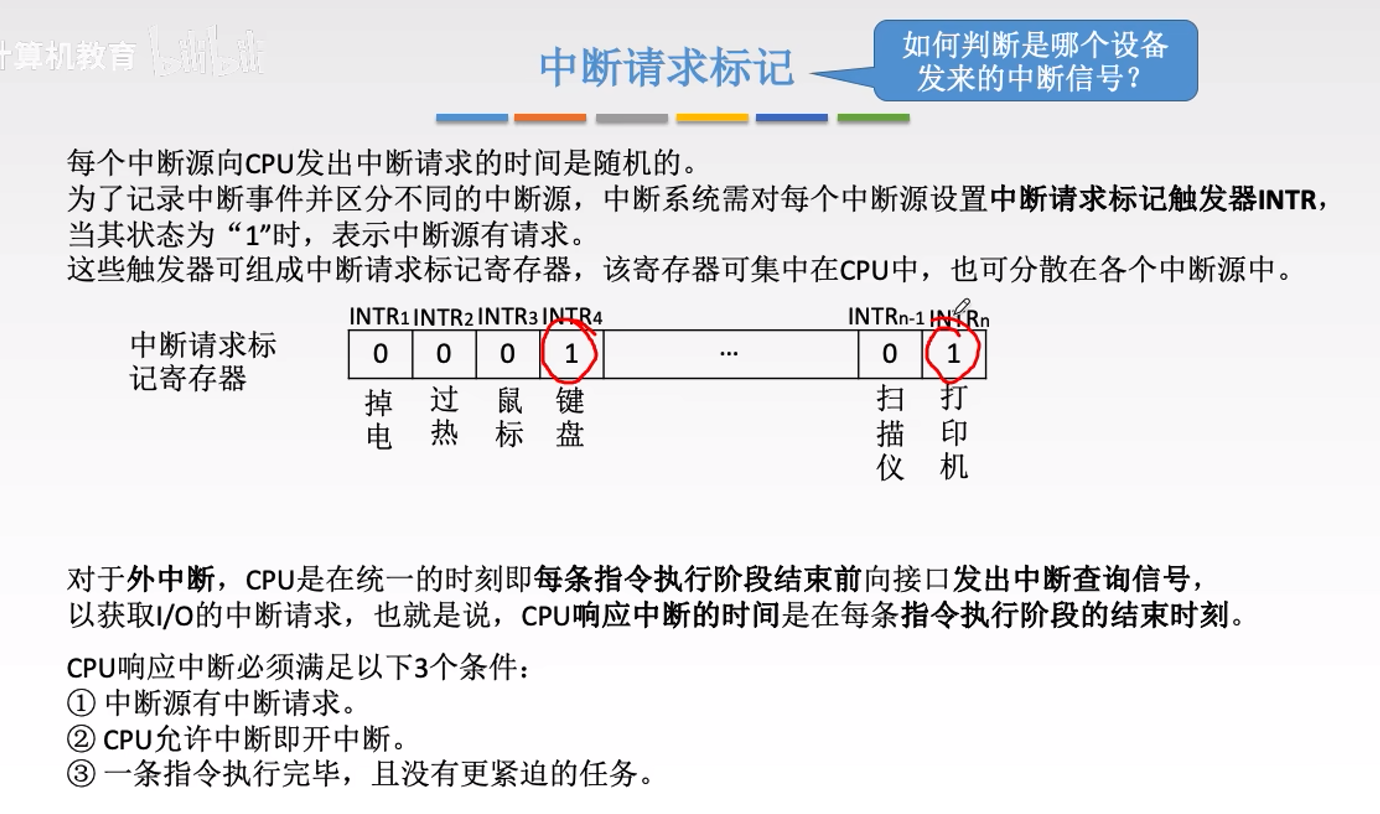 计算机教育 bilibili
中断请求标记
如何判断是哪个设备
发来的中断信号？
每个中断源向CPU发出中断请求的时间是随机的。
为了记录中断事件并区分不同的中断源，中断系统需对每个中断源设置中断请求标记触发器INTR，
当其状态为“1”时，表示中断源有请求。
这些触发器可组成中断请求标记寄存器，该寄存器可集中在CPU中，也可分散在各个中断源中。
INTR1 INTR2 INTR3 INTR4 INTRn-1 INTRn
中断请求标
记寄存器
0 0 0 1 ... 0 1
掉电 过热 鼠标 键盘 扫描仪 打印机
对于外中断，CPU是在统一的时刻即每条指令执行阶段结束前向接口发出中断查询信号，
以获取I/O的中断请求，也就是说，CPU响应中断的时间是在每条指令执行阶段的结束时刻。
CPU响应中断必须满足以下3个条件：
① 中断源有中断请求。
② CPU允许中断即开中断。
③ 一条指令执行完毕，且没有更紧迫的任务。